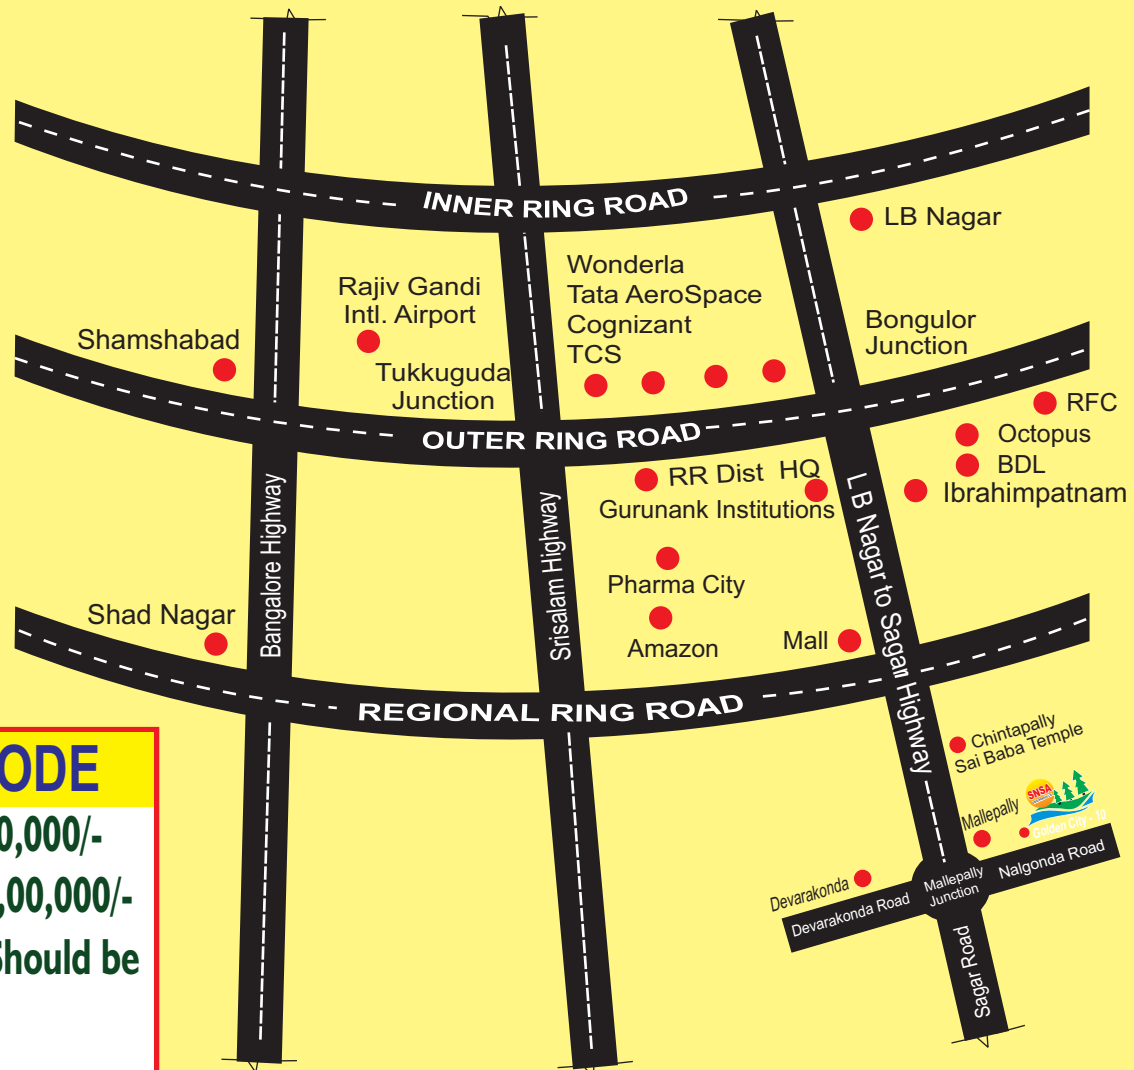 INNER RING ROAD
LB Nagar
Wonderla
Tata AeroSpace
Cognizant
TCS
Rajiv Gandi
Intl. Airport
Bongulor
Junction
Shamshabad
Tukkuguda
Junction
RFC
OUTER RING ROAD
Octopus
BDL
Ibrahimpatnam
RR Dist HQ
Gurunank Institutions
Bangalore Highway
Srisalam Highway
LB Nagar to Sagar Highway
Pharma City
Shad Nagar
Amazon
Mall
REGIONAL RING ROAD
Chintapally
Sai Baba Temple
ODE
0,000/-
,00,000/-
Should be
SNSA
Golden City - 10
Mallepally
Nalgonda Road
Mallepally
Junction
Devarakonda
Devarakonda Road
Sagar Road